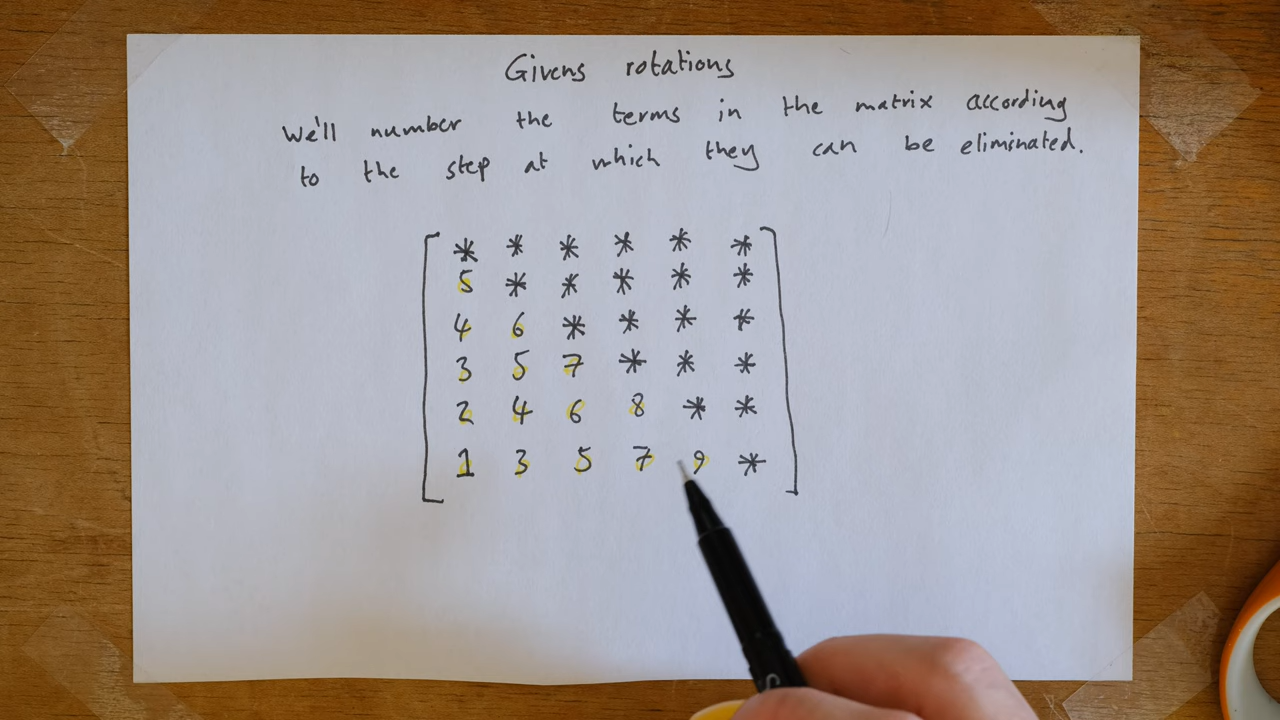 Givens rotations
We'll number the terms in the matrix according
to the step at which they can be eliminated.
* * * * * *
5 * * * * *
4 6 * * * *
3 5 7 * * *
2 4 6 8 * *
1 3 5 7 9 *